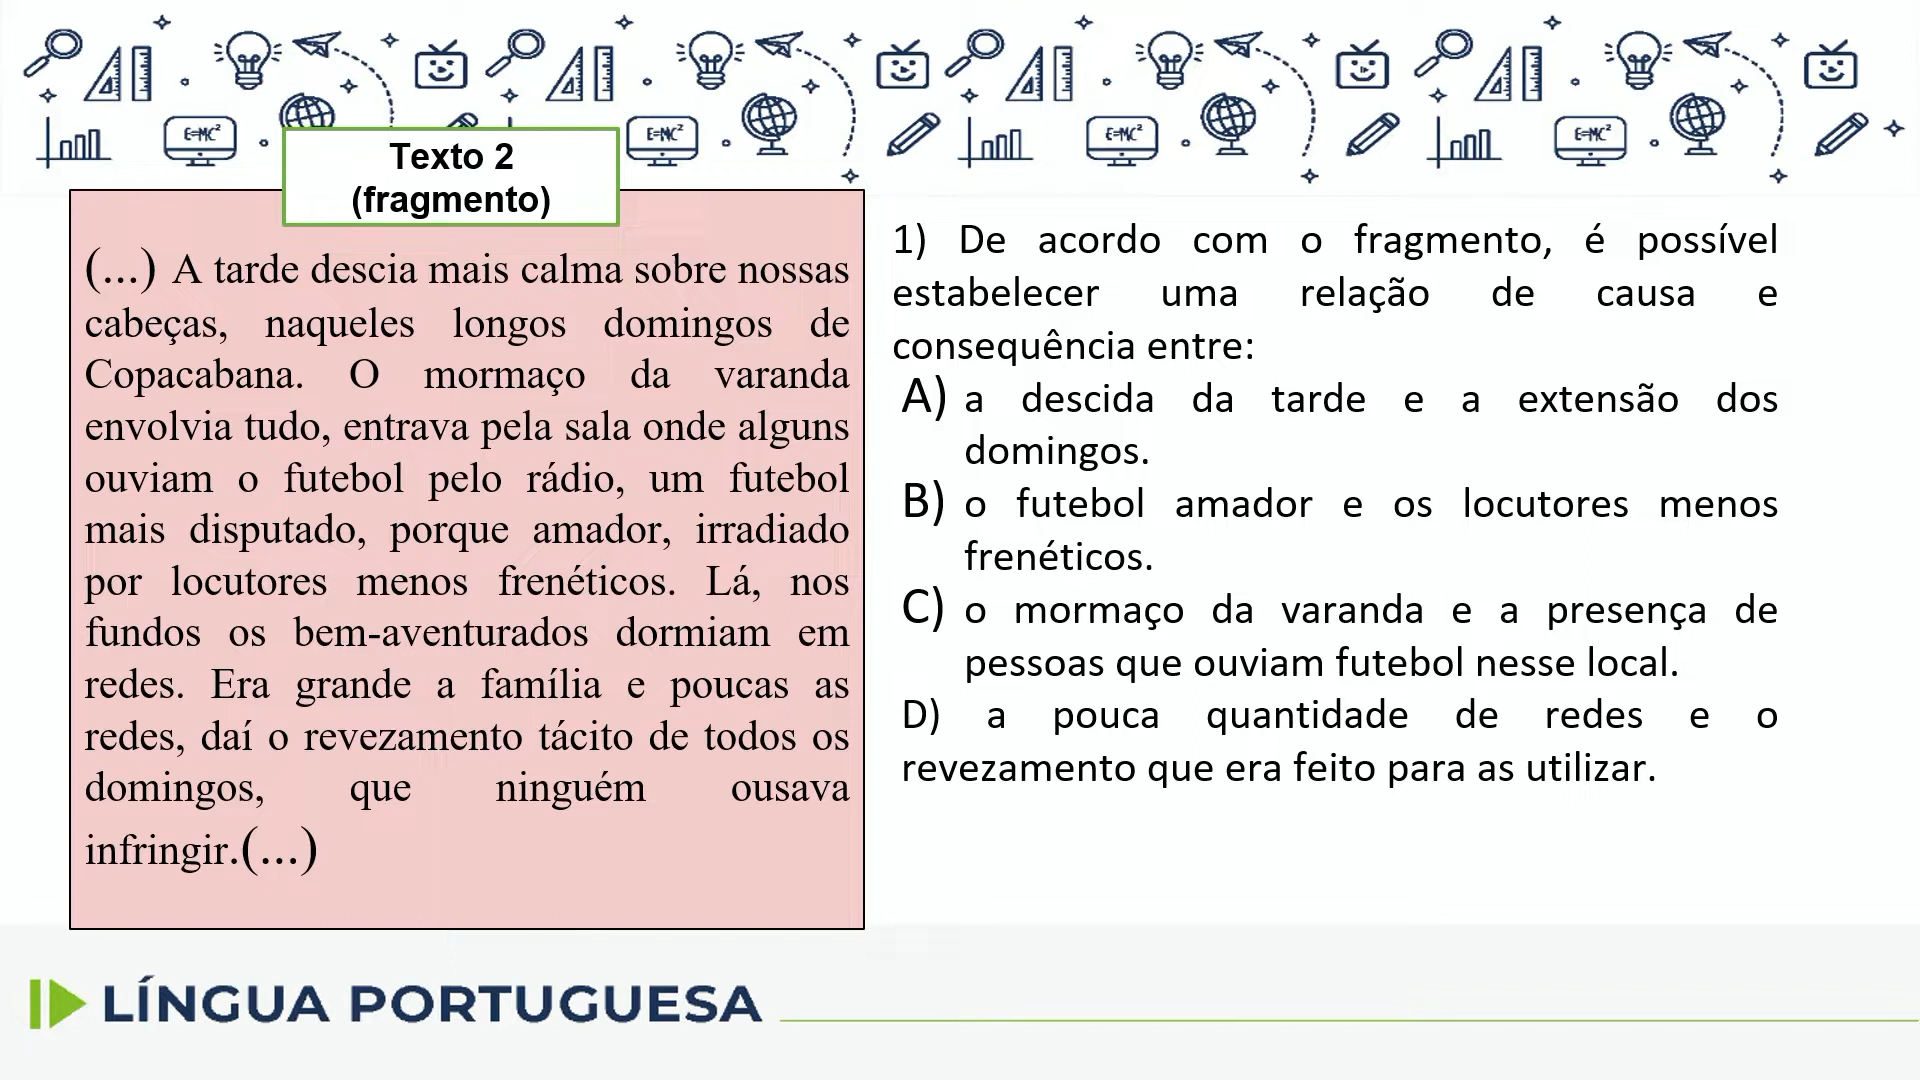 E=MC²
E=MC²
E=MC²
E=MC²
Texto 2
(fragmento)
(...) A tarde descia mais calma sobre nossas
cabeças, naqueles longos domingos de
Copacabana. O mormaço da varanda
envolvia tudo, entrava pela sala onde alguns
ouviam o futebol pelo rádio, um futebol
mais disputado, porque amador, irradiado
por locutores menos frenéticos. Lá, nos
fundos os bem-aventurados dormiam em
redes. Era grande a família e poucas as
redes, daí o revezamento tácito de todos os
domingos, que ninguém ousava
infringir.(...)
1) De acordo com o fragmento, é possível
estabelecer uma relação de causa e
consequência entre:
A) a descida da tarde e a extensão dos
domingos.
B) o futebol amador e os locutores menos
frenéticos.
C) o mormaço da varanda e a presença de
pessoas que ouviam futebol nesse local.
D) a pouca quantidade de redes e o
revezamento que era feito para as utilizar.
LÍNGUA PORTUGUESA